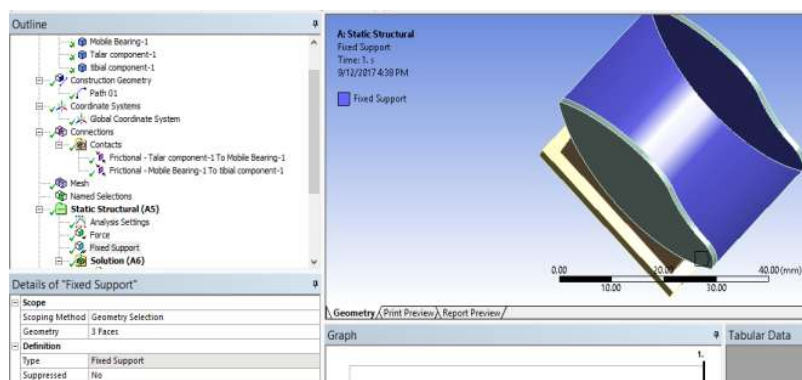 Outline
Mobile Bearing-1
Talar component-1
tibial component-1
Construction Geometry
Path 01
Coordinate Systems
Global Coordinate System
Connections
Contacts
Frictional - Talar component-1 To Mobile Bearing-1
Frictional - Mobile Bearing-1 To tibial component-1
Mesh
Named Selections
Static Structural (A5)
Analysis Settings
Force
Fixed Support
Solution (A6)
Details of "Fixed Support"
Scope
Scoping Method Geometry Selection
Geometry 3 Faces
Definition
Type Fixed Support
Suppressed No
A: Static Structural
Fixed Support
Time: 1. s
9/12/2017 4:38 PM
Fixed Support
0.00 20.00 40.00 (mm)
10.00 30.00
Geometry Print Preview Report Preview
Graph
1.
Tabular Data